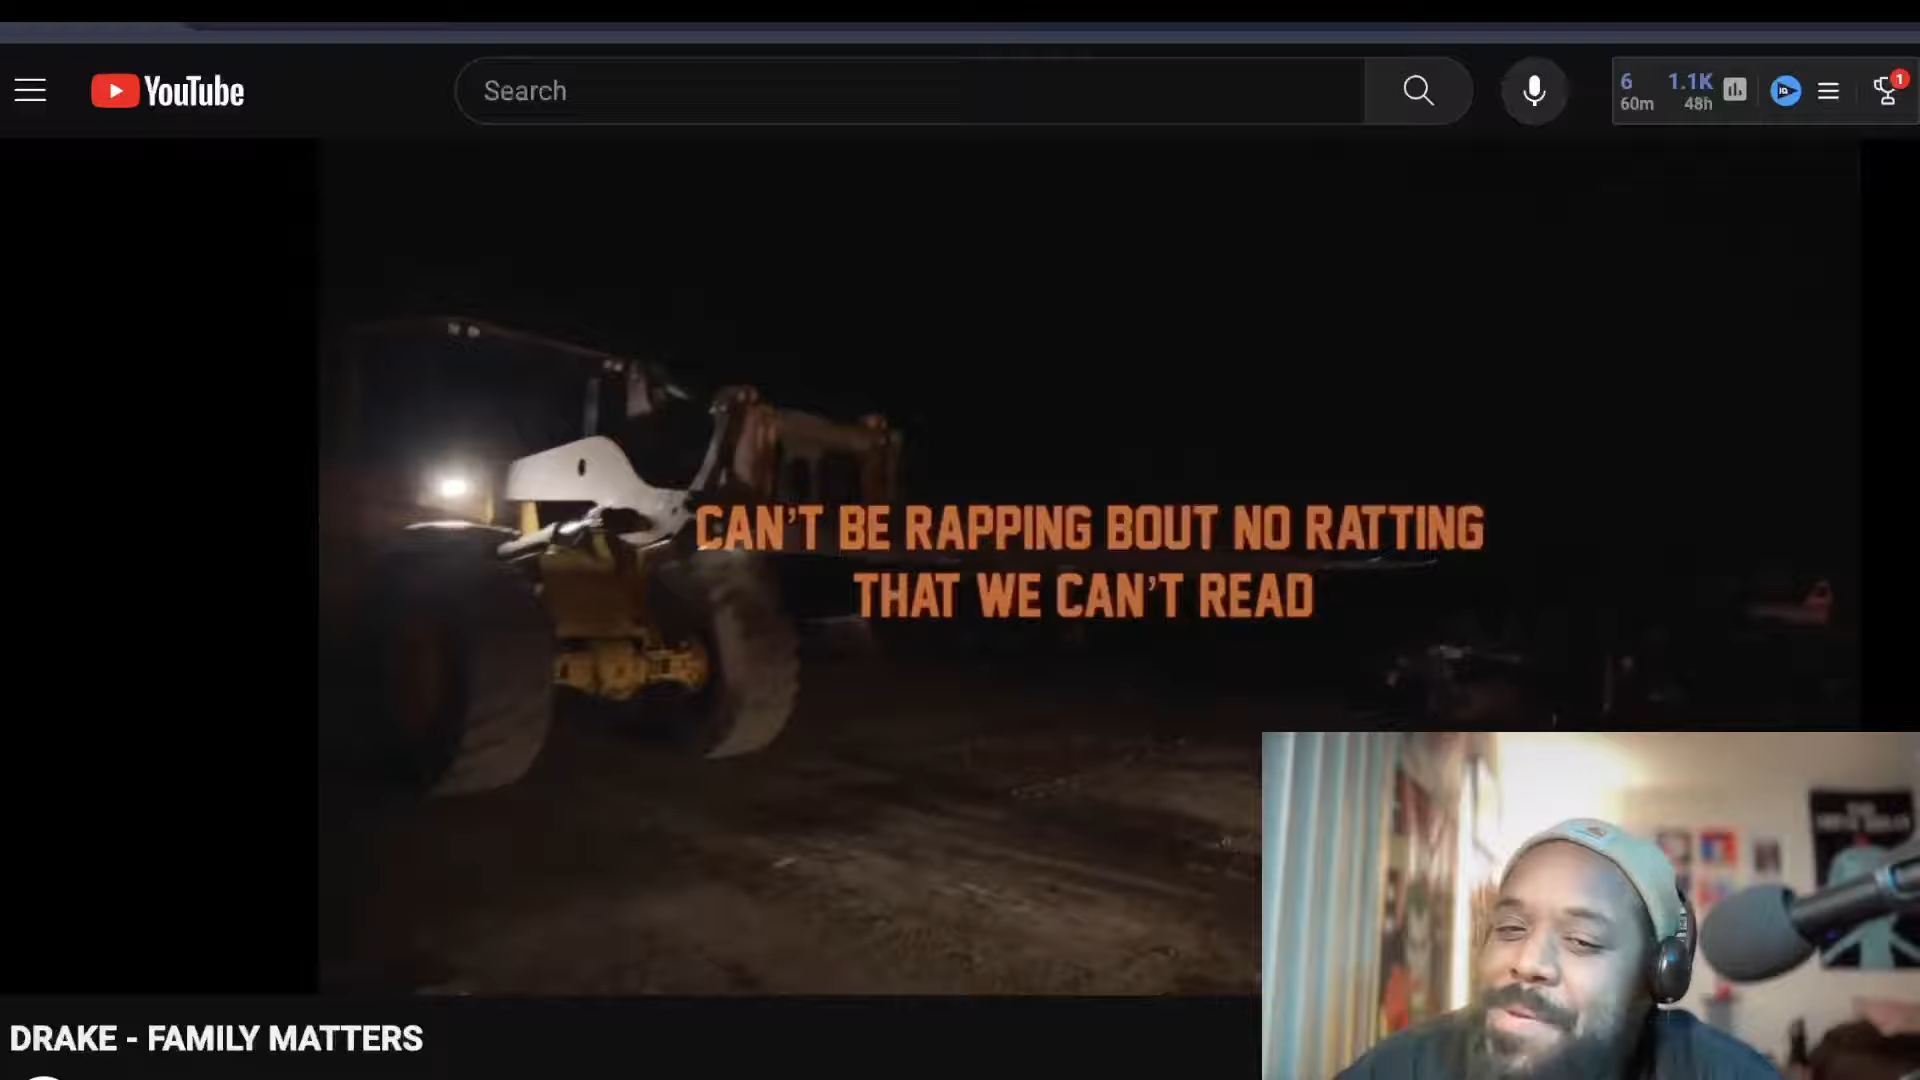 YouTube
Search
6
60m
1.1K
48h
1
CAN'T BE RAPPING BOUT NO RATTING
THAT WE CAN'T READ
DRAKE - FAMILY MATTERS